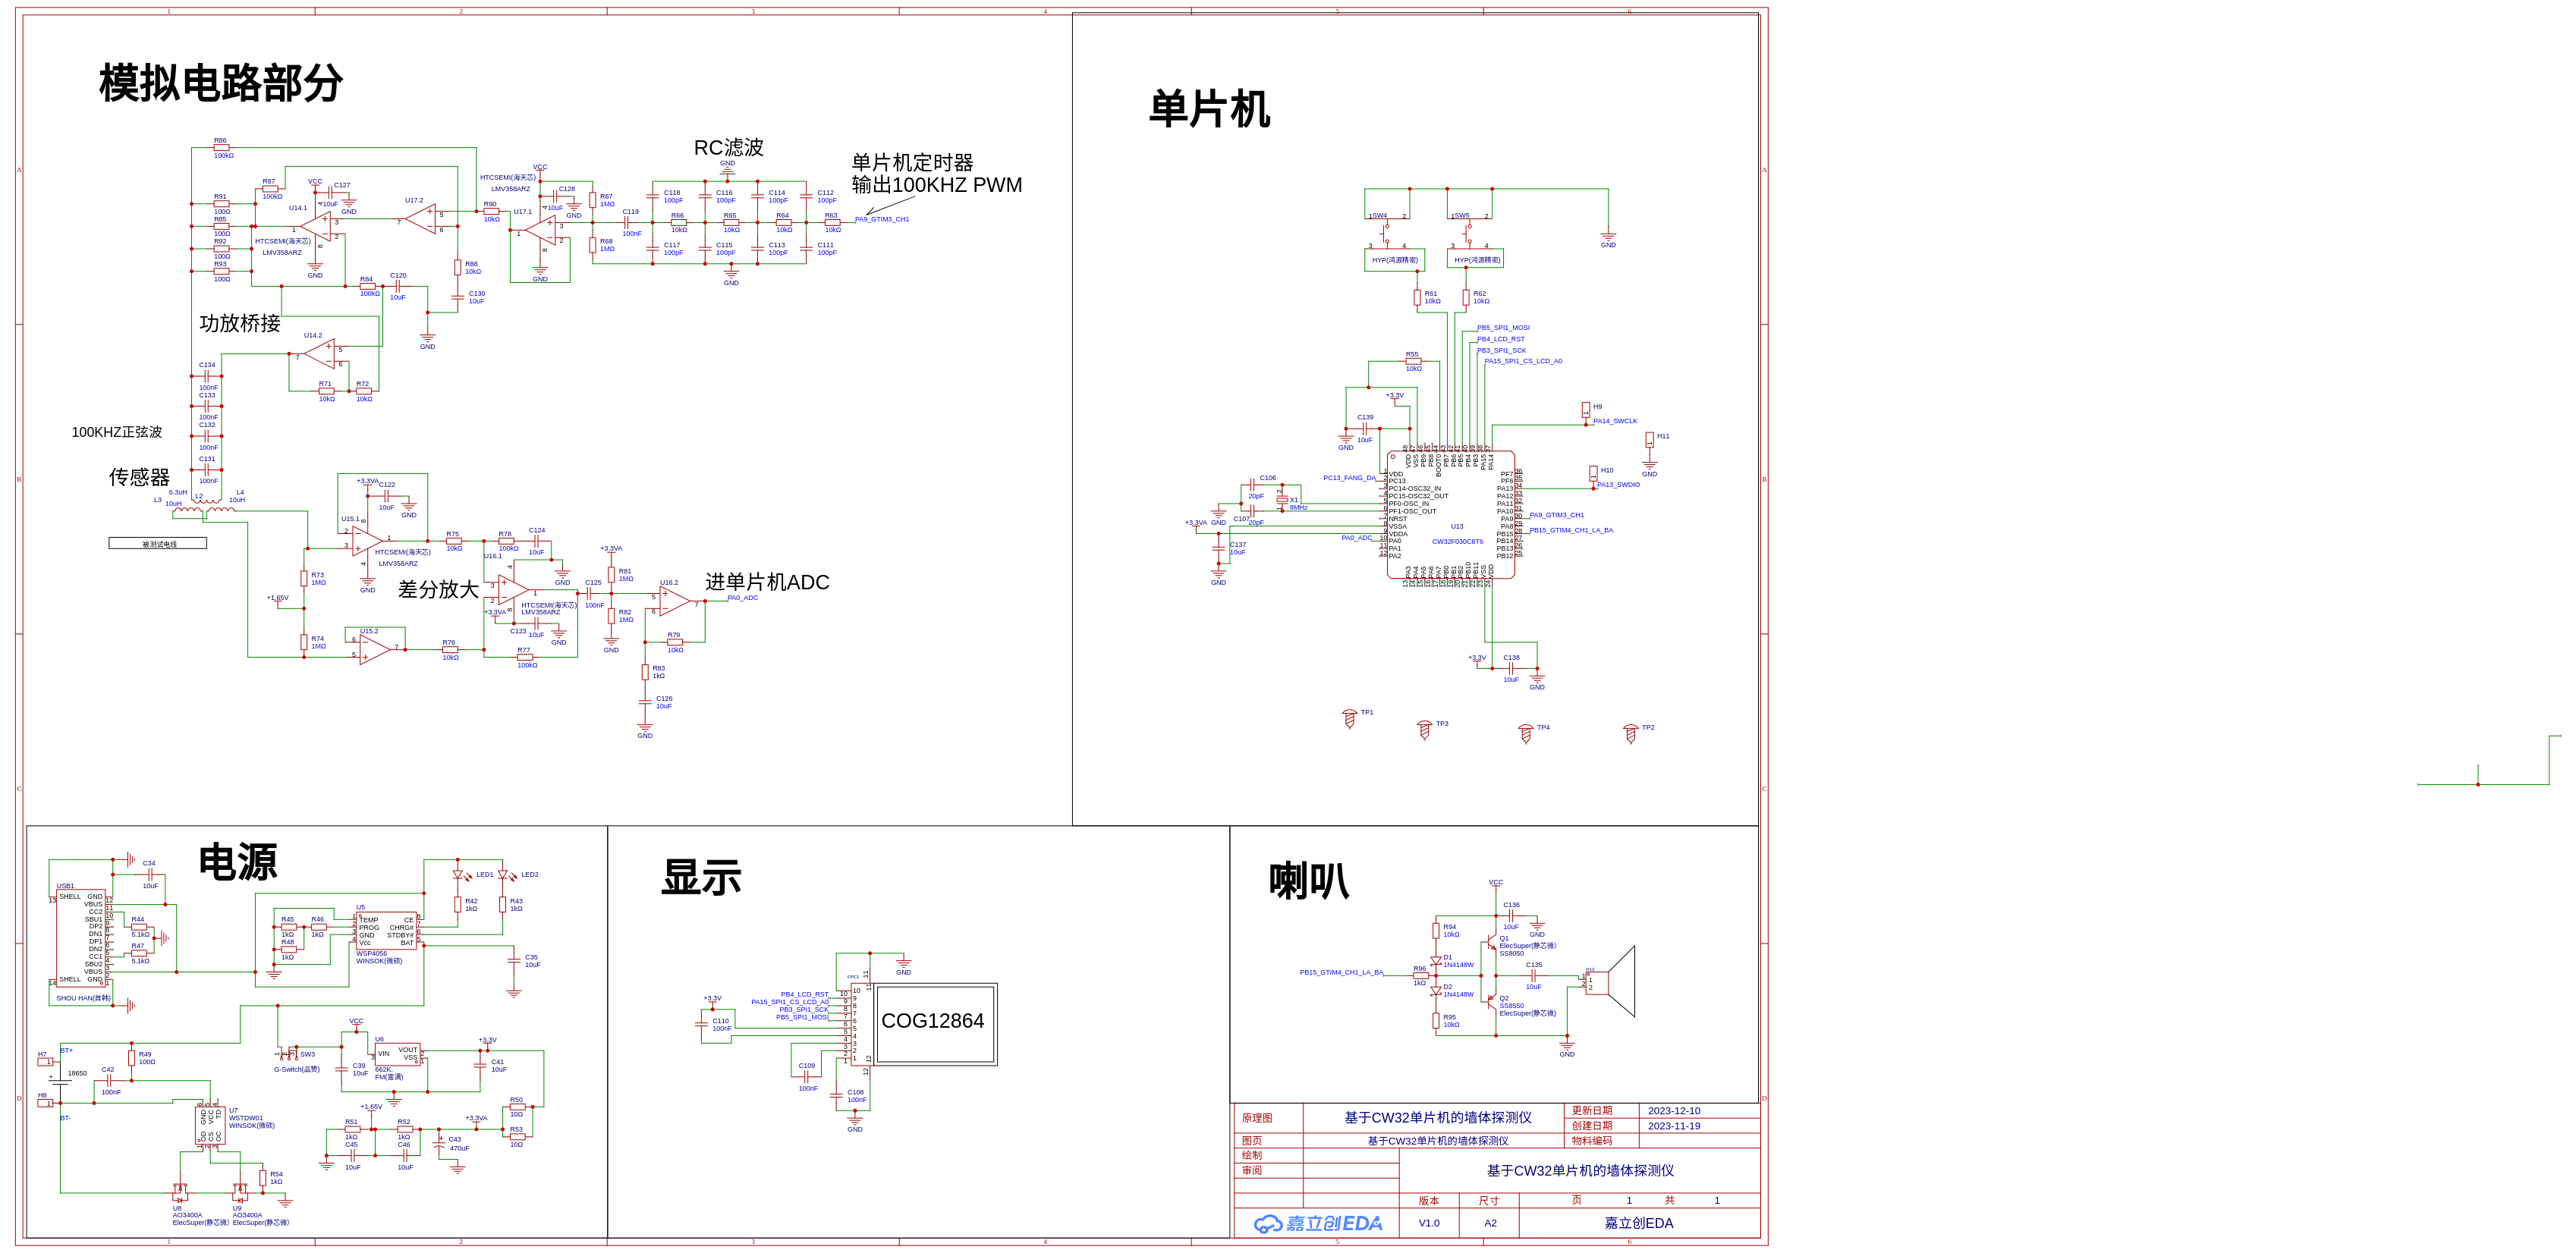 模拟电路部分
单片机
RC滤波
单片机定时器
输出100KHZ PWM
功放桥接
100KHZ正弦波
传感器
被测试电线
差分放大
进单片机ADC
R86
100kΩ
R87
100kΩ
R91
100Ω
R85
100Ω
R92
100Ω
R93
100Ω
VCC
C127
10uF
GND
U14.1
HTCSEMI(海天芯)
LMV358ARZ
GND
U17.2
R90
10kΩ
R88
10kΩ
C130
10uF
R84
100kΩ
C120
10uF
GND
VCC
HTCSEMI(海天芯)
LMV358ARZ
C128
10uF
GND
U17.1
GND
R67
1MΩ
R68
1MΩ
C119
100nF
GND
C118
100pF
C116
100pF
C114
100pF
C112
100pF
R66
10kΩ
R65
10kΩ
R64
10kΩ
R63
10kΩ
PA9_GTIM3_CH1
C117
100pF
C115
100pF
C113
100pF
C111
100pF
GND
U14.2
R71
10kΩ
R72
10kΩ
C134
100nF
C133
100nF
C132
100nF
C131
100nF
6.3uH
L2
L4
10uH
L3
10uH
+3.3VA
C122
10uF
GND
U15.1
HTCSEMI(海天芯)
LMV358ARZ
GND
R73
1MΩ
+1.65V
R74
1MΩ
U15.2
R75
10kΩ
R78
100kΩ
C124
10uF
U16.1
GND
HTCSEMI(海天芯)
LMV358ARZ
+3.3VA
C123
10uF
GND
R76
10kΩ
R77
100kΩ
C125
100nF
+3.3VA
R81
1MΩ
R82
1MΩ
GND
U16.2
PA0_ADC
R79
10kΩ
R83
1kΩ
C126
10uF
GND
SW4
SW5
HYP(鸿源精密)
HYP(鸿源精密)
GND
R61
10kΩ
R62
10kΩ
PB5_SPI1_MOSI
PB4_LCD_RST
PB3_SPI1_SCK
PA15_SPI1_CS_LCD_A0
R55
10kΩ
+3.3V
C139
10uF
GND
H9
PA14_SWCLK
H11
GND
H10
PA13_SWDIO
C106
20pF
C107
20pF
X1
8MHz
GND
+3.3VA
C137
10uF
GND
PC13_FANG_DA
PA0_ADC
VDD
PC13
PC14-OSC32_IN
PC15-OSC32_OUT
PF0-OSC_IN
PF1-OSC_OUT
NRST
VSSA
VDDA
PA0
PA1
PA2
U13
CW32F030C8T6
PF7
PF6
PA13
PA12
PA11
PA10
PA9
PA8
PB15
PB14
PB13
PB12
PA9_GTIM3_CH1
PB15_GTIM4_CH1_LA_BA
+3.3V
C138
10uF
GND
TP1
TP3
TP4
TP2
电源
USB1
SHELL
GND
VBUS
CC2
SBU1
DP2
DN1
DP1
DN2
CC1
SBU2
VBUS
SHELL
GND
SHOU HAN(首韩)
C34
10uF
R44
5.1kΩ
R47
5.1kΩ
R45
1kΩ
R46
1kΩ
R48
1kΩ
U5
TEMP
PROG
GND
Vcc
CE
CHRG#
STDBY#
BAT
WSP4056
WINSOK(微硕)
LED1
LED2
R42
1kΩ
R43
1kΩ
C35
10uF
H7
BT+
18650
H8
BT-
R49
100Ω
C42
100nF
SW3
G-Switch(品赞)
VCC
C39
10uF
U6
VIN
VOUT
VSS
662K.
FM(富满)
+3.3V
C41
10uF
U7
WSTDW01
WINSOK(微硕)
R54
1kΩ
U8
AO3400A
ElecSuper(静芯微)
U9
AO3400A
ElecSuper(静芯微)
+1.65V
R51
1kΩ
C45
10uF
R52
1kΩ
C46
10uF
C43
470uF
+3.3VA
R50
10Ω
R53
10Ω
显示
GND
+3.3V
C110
100nF
PB4_LCD_RST
PA15_SPI1_CS_LCD_A0
PB3_SPI1_SCK
PB5_SPI1_MOSI
COG12864
C109
100nF
C108
100nF
GND
喇叭
VCC
C136
10uF
GND
R94
10kΩ
Q1
ElecSuper(静芯微)
SS8050
D1
1N4148W
PB15_GTIM4_CH1_LA_BA
R96
1kΩ
C135
10uF
D2
1N4148W
Q2
SS8550
ElecSuper(静芯微)
R95
10kΩ
GND
原理图
基于CW32单片机的墙体探测仪
更新日期
2023-12-10
创建日期
2023-11-19
图页
基于CW32单片机的墙体探测仪
物料编码
绘制
审阅
基于CW32单片机的墙体探测仪
版本
尺寸
页 1 共 1
嘉立创EDA
V1.0
A2
嘉立创EDA